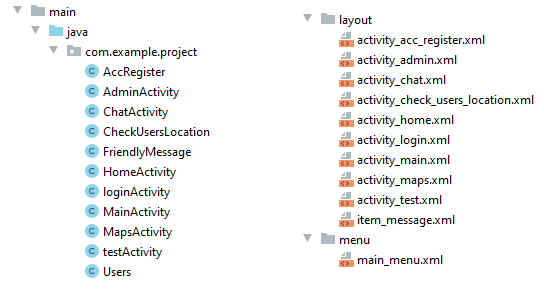 main
java
com.example.project
AccRegister
AdminActivity
ChatActivity
CheckUsersLocation
FriendlyMessage
HomeActivity
loginActivity
MainActivity
MapsActivity
testActivity
Users
layout
activity_acc_register.xml
activity_admin.xml
activity_chat.xml
activity_check_users_location.xml
activity_home.xml
activity_login.xml
activity_main.xml
activity_maps.xml
activity_test.xml
item_message.xml
menu
main_menu.xml